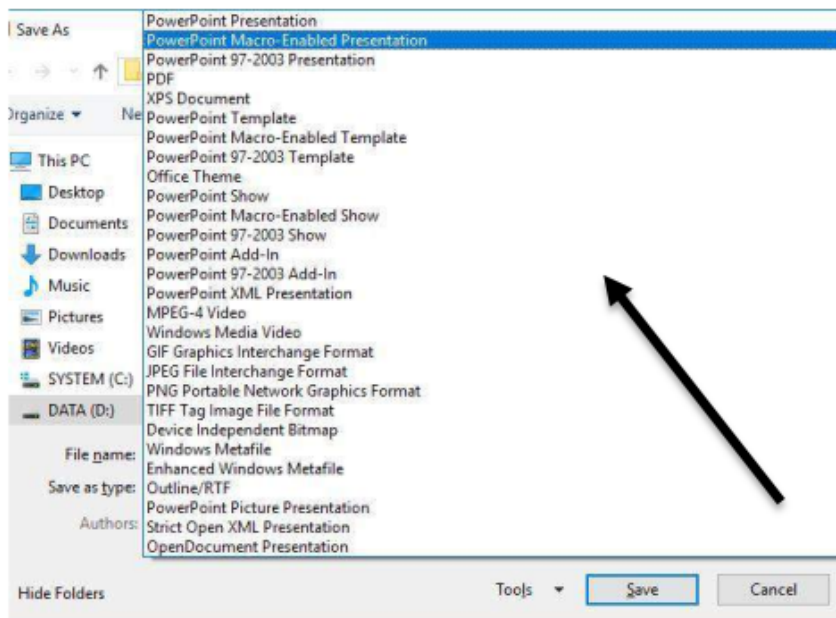 Save As
Organize
Ne
This PC
Desktop
Documents
Downloads
Music
Pictures
Videos
SYSTEM (C:)
DATA (D:)
File name:
Save as type:
Authors:
PowerPoint Presentation
PowerPoint Macro-Enabled Presentation
PowerPoint 97-2003 Presentation
PDF
XPS Document
PowerPoint Template
PowerPoint Macro-Enabled Template
PowerPoint 97-2003 Template
Office Theme
PowerPoint Show
PowerPoint Macro-Enabled Show
PowerPoint 97-2003 Show
PowerPoint Add-In
PowerPoint 97-2003 Add-In
PowerPoint XML Presentation
MPEG-4 Video
Windows Media Video
GIF Graphics Interchange Format
JPEG File Interchange Format
PNG Portable Network Graphics Format
TIFF Tag Image File Format
Device Independent Bitmap
Windows Metafile
Enhanced Windows Metafile
Outline/RTF
PowerPoint Picture Presentation
Strict Open XML Presentation
OpenDocument Presentation
Hide Folders
Tools
Save
Cancel